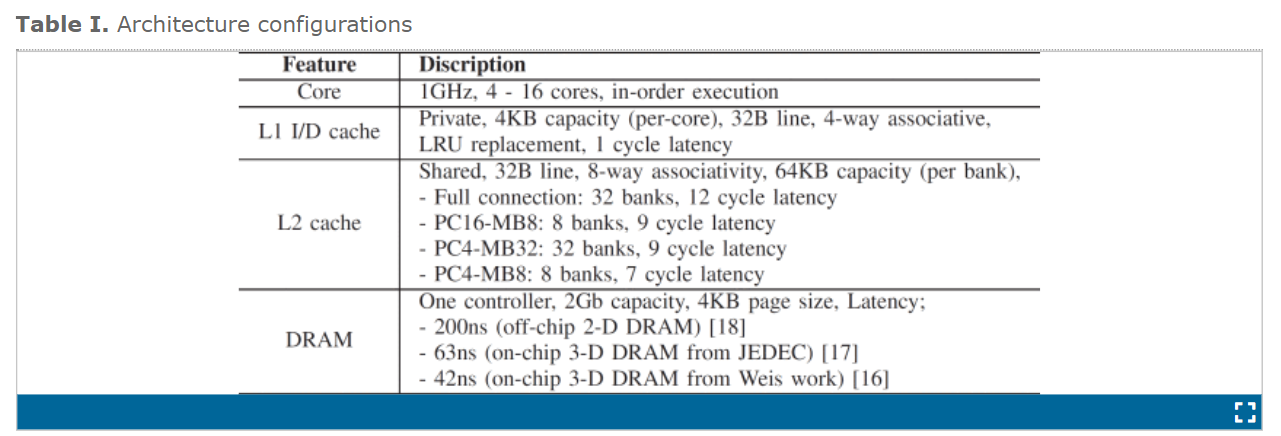 Table I. Architecture configurations
Feature Discription
Core 1GHz, 4 - 16 cores, in-order execution
L1 I/D cache Private, 4KB capacity (per-core), 32B line, 4-way associative,
LRU replacement, 1 cycle latency
L2 cache Shared, 32B line, 8-way associativity, 64KB capacity (per bank),
- Full connection: 32 banks, 12 cycle latency
- PC16-MB8: 8 banks, 9 cycle latency
- PC4-MB32: 32 banks, 9 cycle latency
- PC4-MB8: 8 banks, 7 cycle latency
DRAM One controller, 2Gb capacity, 4KB page size, Latency;
- 200ns (off-chip 2-D DRAM) [18]
- 63ns (on-chip 3-D DRAM from JEDEC) [17]
- 42ns (on-chip 3-D DRAM from Weis work) [16]